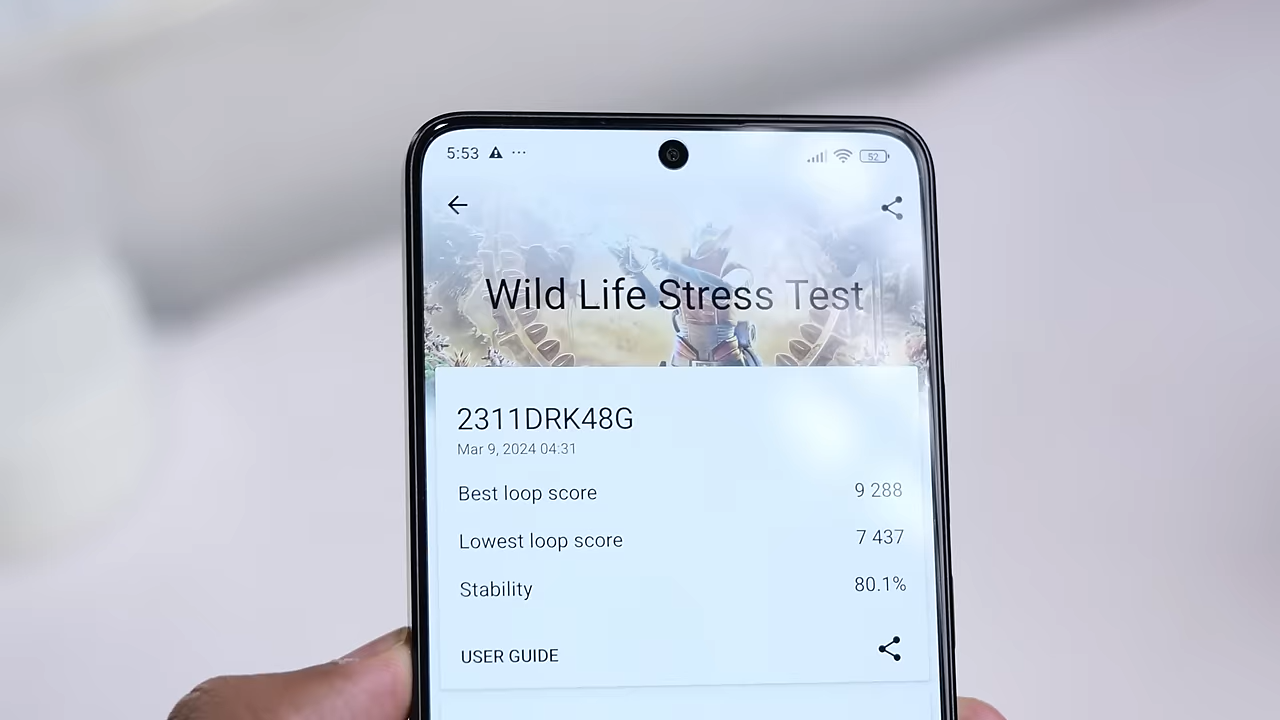 5:53 ... 52
Wild Life Stress Test
2311DRK48G
Mar 9, 2024 04:31
Best loop score 9 288
Lowest loop score 7 437
Stability 80.1%
USER GUIDE